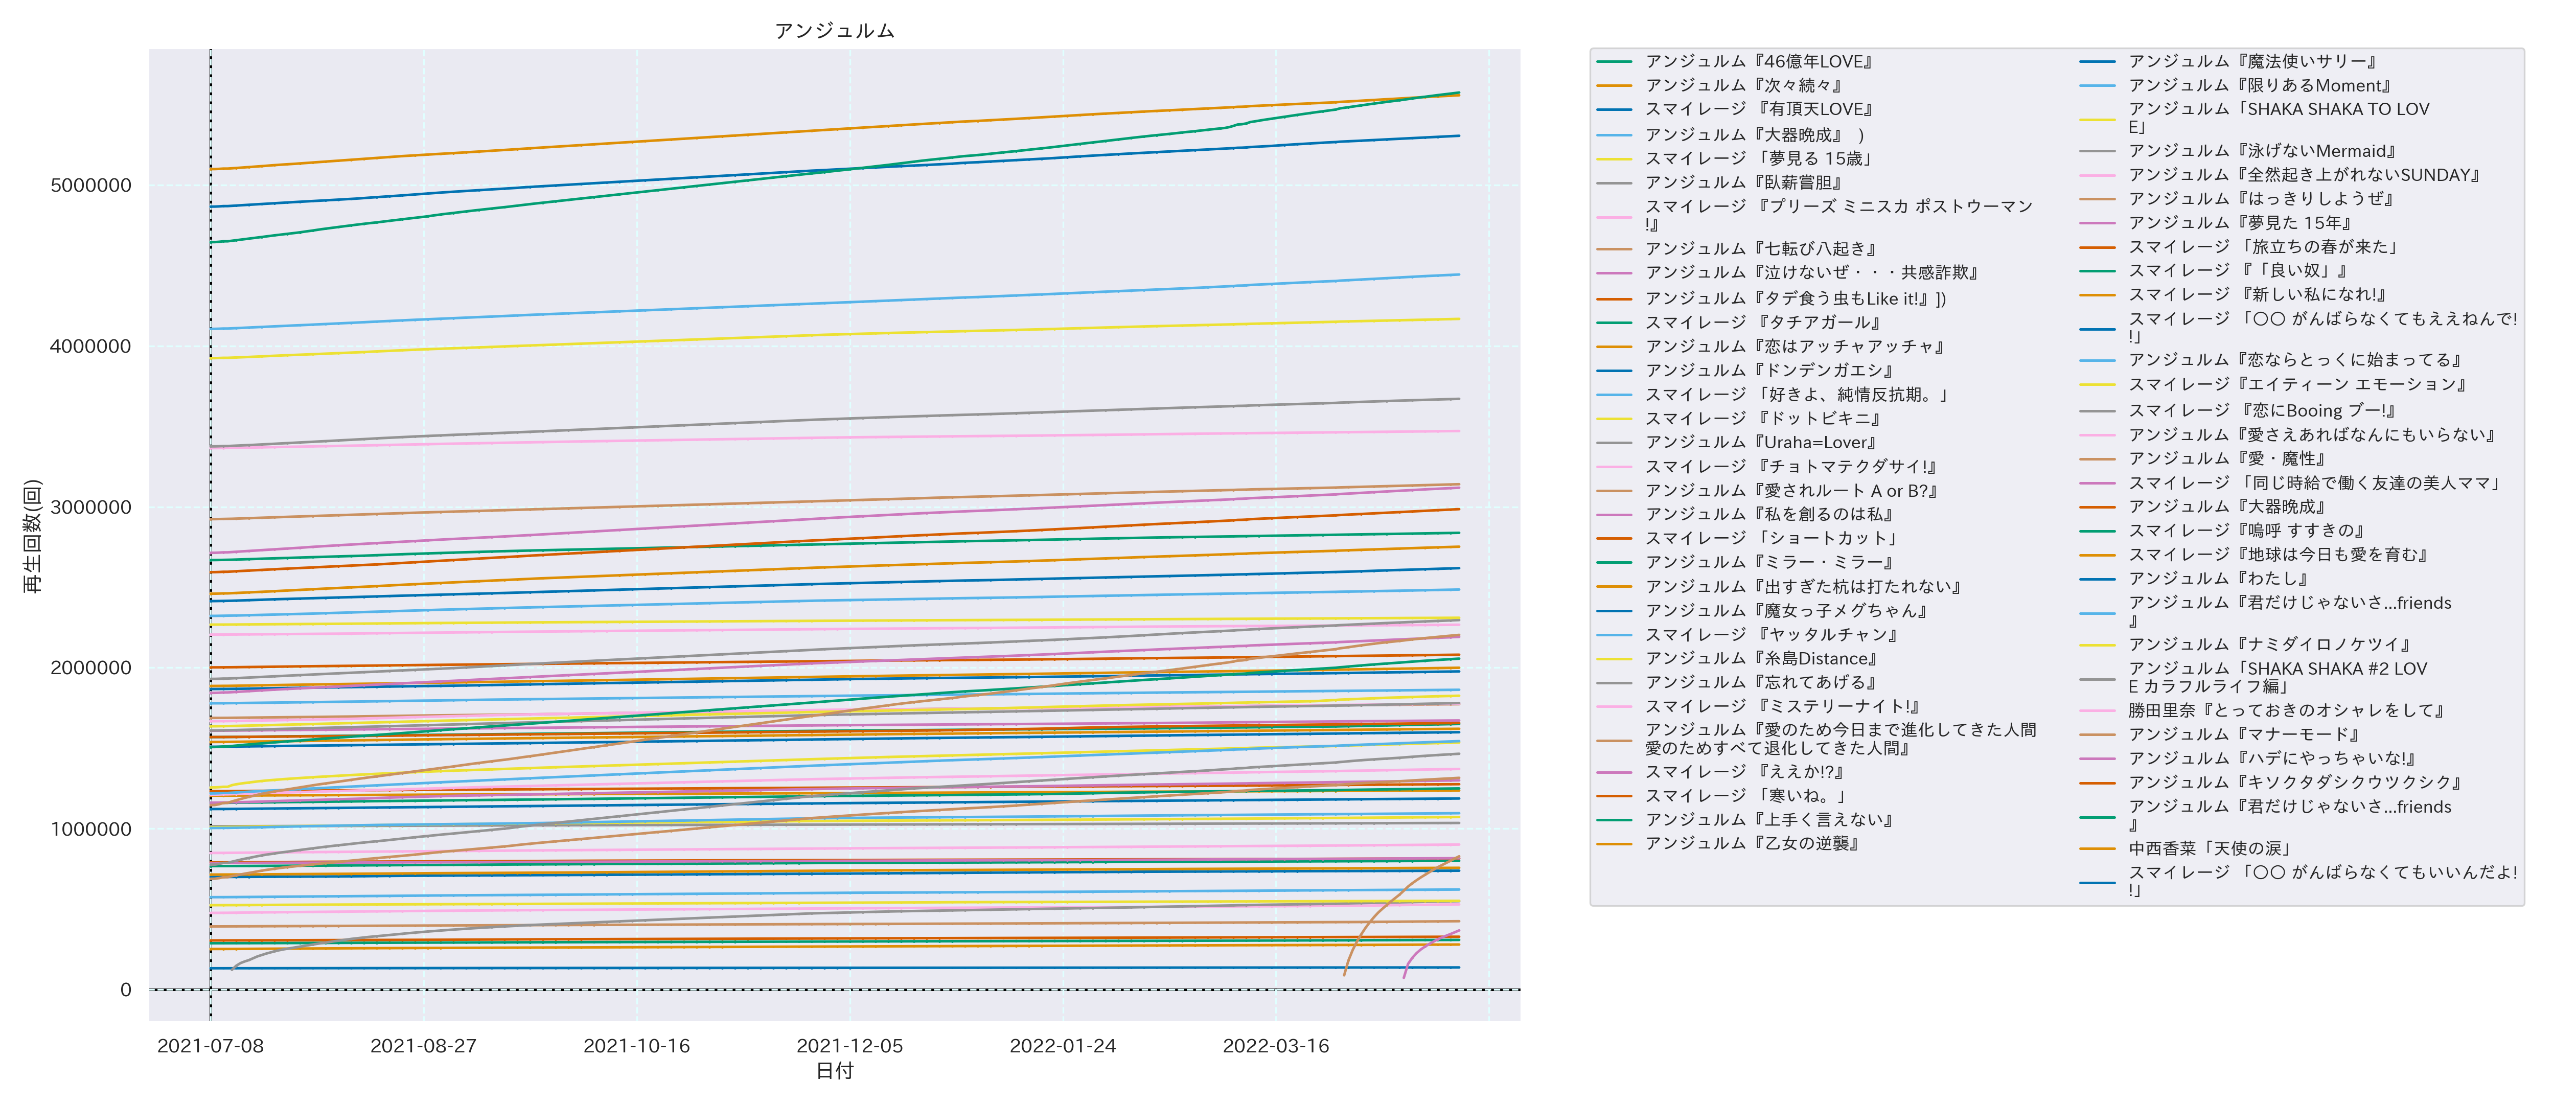 アンジュルム
再生回数(回)
5000000
4000000
3000000
2000000
1000000
0
2021-07-08
2021-08-27
2021-10-16
2021-12-05
2022-01-24
2022-03-16
日付
アンジュルム『46億年LOVE』
アンジュルム『次々続々』
スマイレージ 『有頂天LOVE』
アンジュルム『大器晩成』 )
スマイレージ 「夢見る 15歳」
アンジュルム『臥薪嘗胆』
スマイレージ 『プリーズ ミニスカ ポストウーマン
!』
アンジュルム『七転び八起き』
アンジュルム『泣けないぜ・・・共感詐欺』
アンジュルム『タデ食う虫もLike it!』])
スマイレージ 『タチアガール』
アンジュルム『恋はアッチャアッチャ』
アンジュルム『ドンデンガエシ』
スマイレージ 「好きよ、純情反抗期。」
スマイレージ 『ドットビキニ』
アンジュルム『Uraha=Lover』
スマイレージ 『チョトマテクダサイ!』
アンジュルム『愛されルート A or B?』
アンジュルム『私を創るのは私』
スマイレージ 「ショートカット」
アンジュルム『ミラー・ミラー』
アンジュルム『出すぎた杭は打たれない』
アンジュルム『魔女っ子メグちゃん』
スマイレージ 『ヤッタルチャン』
アンジュルム『糸島Distance』
アンジュルム『忘れてあげる』
スマイレージ 『ミステリーナイト!』
アンジュルム『愛のため今日まで進化してきた人間
愛のためすべて退化してきた人間』
スマイレージ 『ええか!?』
スマイレージ 「寒いね。」
アンジュルム『上手く言えない』
アンジュルム『乙女の逆襲』
アンジュルム『魔法使いサリー』
アンジュルム『限りあるMoment』
アンジュルム「SHAKA SHAKA TO LOV
E」
アンジュルム『泳げないMermaid』
アンジュルム『全然起き上がれないSUNDAY』
アンジュルム『はっきりしようぜ』
アンジュルム『夢見た 15年』
スマイレージ 「旅立ちの春が来た」
スマイレージ 『「良い奴」』
スマイレージ 『新しい私になれ!』
スマイレージ 「〇〇 がんばらなくてもええねんで!
!」
アンジュルム『恋ならとっくに始まってる』
スマイレージ『エイティーン エモーション』
スマイレージ 『恋にBooing ブー!』
アンジュルム『愛さえあればなんにもいらない』
アンジュルム『愛・魔性』
スマイレージ 「同じ時給で働く友達の美人ママ」
アンジュルム『大器晩成』
スマイレージ『嗚呼 すすきの』
スマイレージ『地球は今日も愛を育む』
アンジュルム『わたし』
アンジュルム『君だけじゃないさ...friends
』
アンジュルム『ナミダイロノケツイ』
アンジュルム「SHAKA SHAKA #2 LOV
E カラフルライフ編」
勝田里奈『とっておきのオシャレをして』
アンジュルム『マナーモード』
アンジュルム『ハデにやっちゃいな!』
アンジュルム『キソクタダシクウツクシク』
アンジュルム『君だけじゃないさ...friends
』
中西香菜「天使の涙」
スマイレージ 「〇〇 がんばらなくてもいいんだよ!
!」